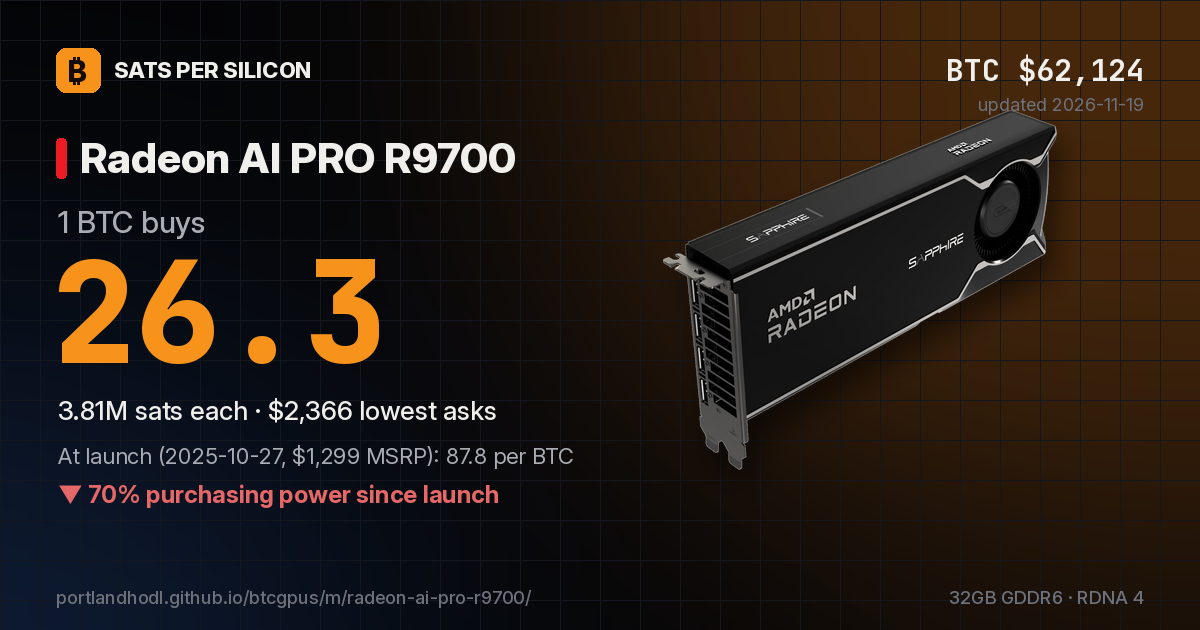 ₿ SATS PER SILICON
BTC $62,124
updated 2026-11-19
Radeon AI PRO R9700
1 BTC buys
26.3
3.81M sats each · $2,366 lowest asks
At launch (2025-10-27, $1,299 MSRP): 87.8 per BTC
▼ 70% purchasing power since launch
AMD RADEON
SAPPHIRE
SAPPHIRE
AMD
RADEON
portlandhodl.github.io/btcgpus/m/radeon-ai-pro-r9700/
32GB GDDR6 · RDNA 4